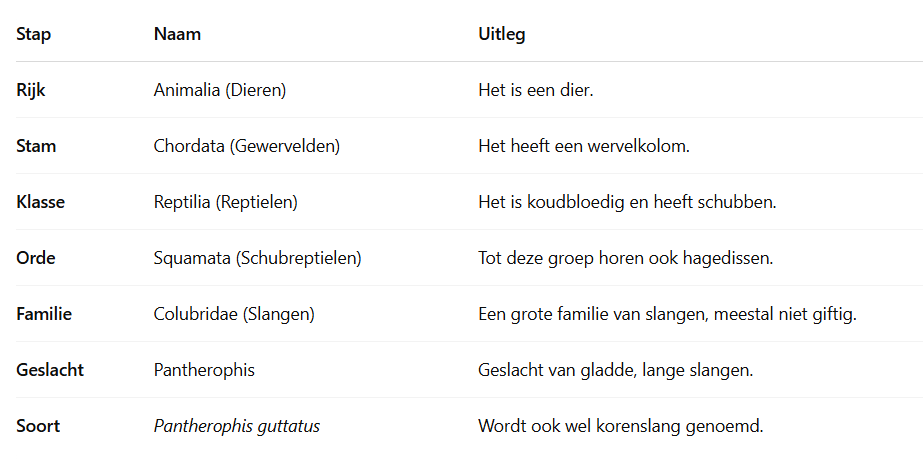 Stap Naam Uitleg
Rijk Animalia (Dieren) Het is een dier.
Stam Chordata (Gewervelden) Het heeft een wervelkolom.
Klasse Reptilia (Reptielen) Het is koudbloedig en heeft schubben.
Orde Squamata (Schubreptielen) Tot deze groep horen ook hagedissen.
Familie Colubridae (Slangen) Een grote familie van slangen, meestal niet giftig.
Geslacht Pantherophis Geslacht van gladde, lange slangen.
Soort Pantherophis guttatus Wordt ook wel korenslang genoemd.